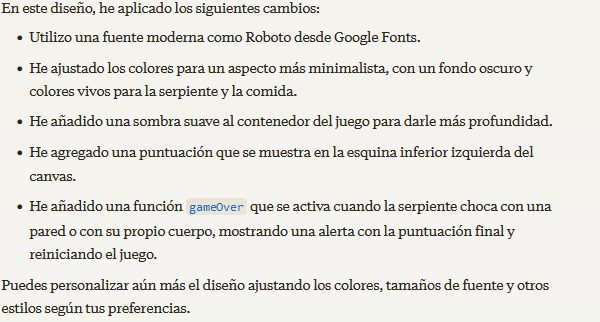 En este diseño, he aplicado los siguientes cambios:
• Utilizo una fuente moderna como Roboto desde Google Fonts.
• He ajustado los colores para un aspecto más minimalista, con un fondo oscuro y
colores vivos para la serpiente y la comida.
• He añadido una sombra suave al contenedor del juego para darle más profundidad.
• He agregado una puntuación que se muestra en la esquina inferior izquierda del
canvas.
• He añadido una función gameOver que se activa cuando la serpiente choca con una
pared o con su propio cuerpo, mostrando una alerta con la puntuación final y
reiniciando el juego.
Puedes personalizar aún más el diseño ajustando los colores, tamaños de fuente y otros
estilos según tus preferencias.